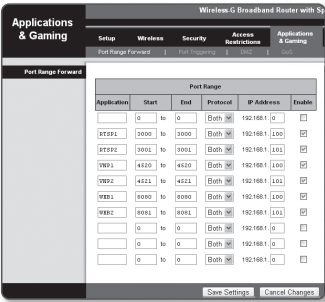 Wireless-G Broadband Router with Sp
Applications & Gaming
Setup Wireless Security Access Restrictions Applications & Gaming
Port Range Forward | Port Triggering | DMZ | QoS
Port Range Forward
Port Range
Application Start End Protocol IP Address Enable
0 to 0 Both 192.168.1. 0
RTSP1 3000 to 3000 Both 192.168.1. 100
RTSP2 3001 to 3001 Both 192.168.1. 101
VNP1 4520 to 4520 Both 192.168.1. 100
VNP2 4521 to 4521 Both 192.168.1. 101
WEB1 8080 to 8080 Both 192.168.1. 100
WEB2 8081 to 8081 Both 192.168.1. 101
0 to 0 Both 192.168.1. 0
0 to 0 Both 192.168.1. 0
0 to 0 Both 192.168.1. 0
Save Settings Cancel Changes